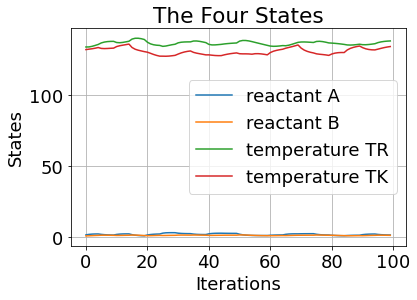 The Four States
States
100
50
0
reactant A
reactant B
temperature TR
temperature TK
0 20 40 60 80 100
Iterations